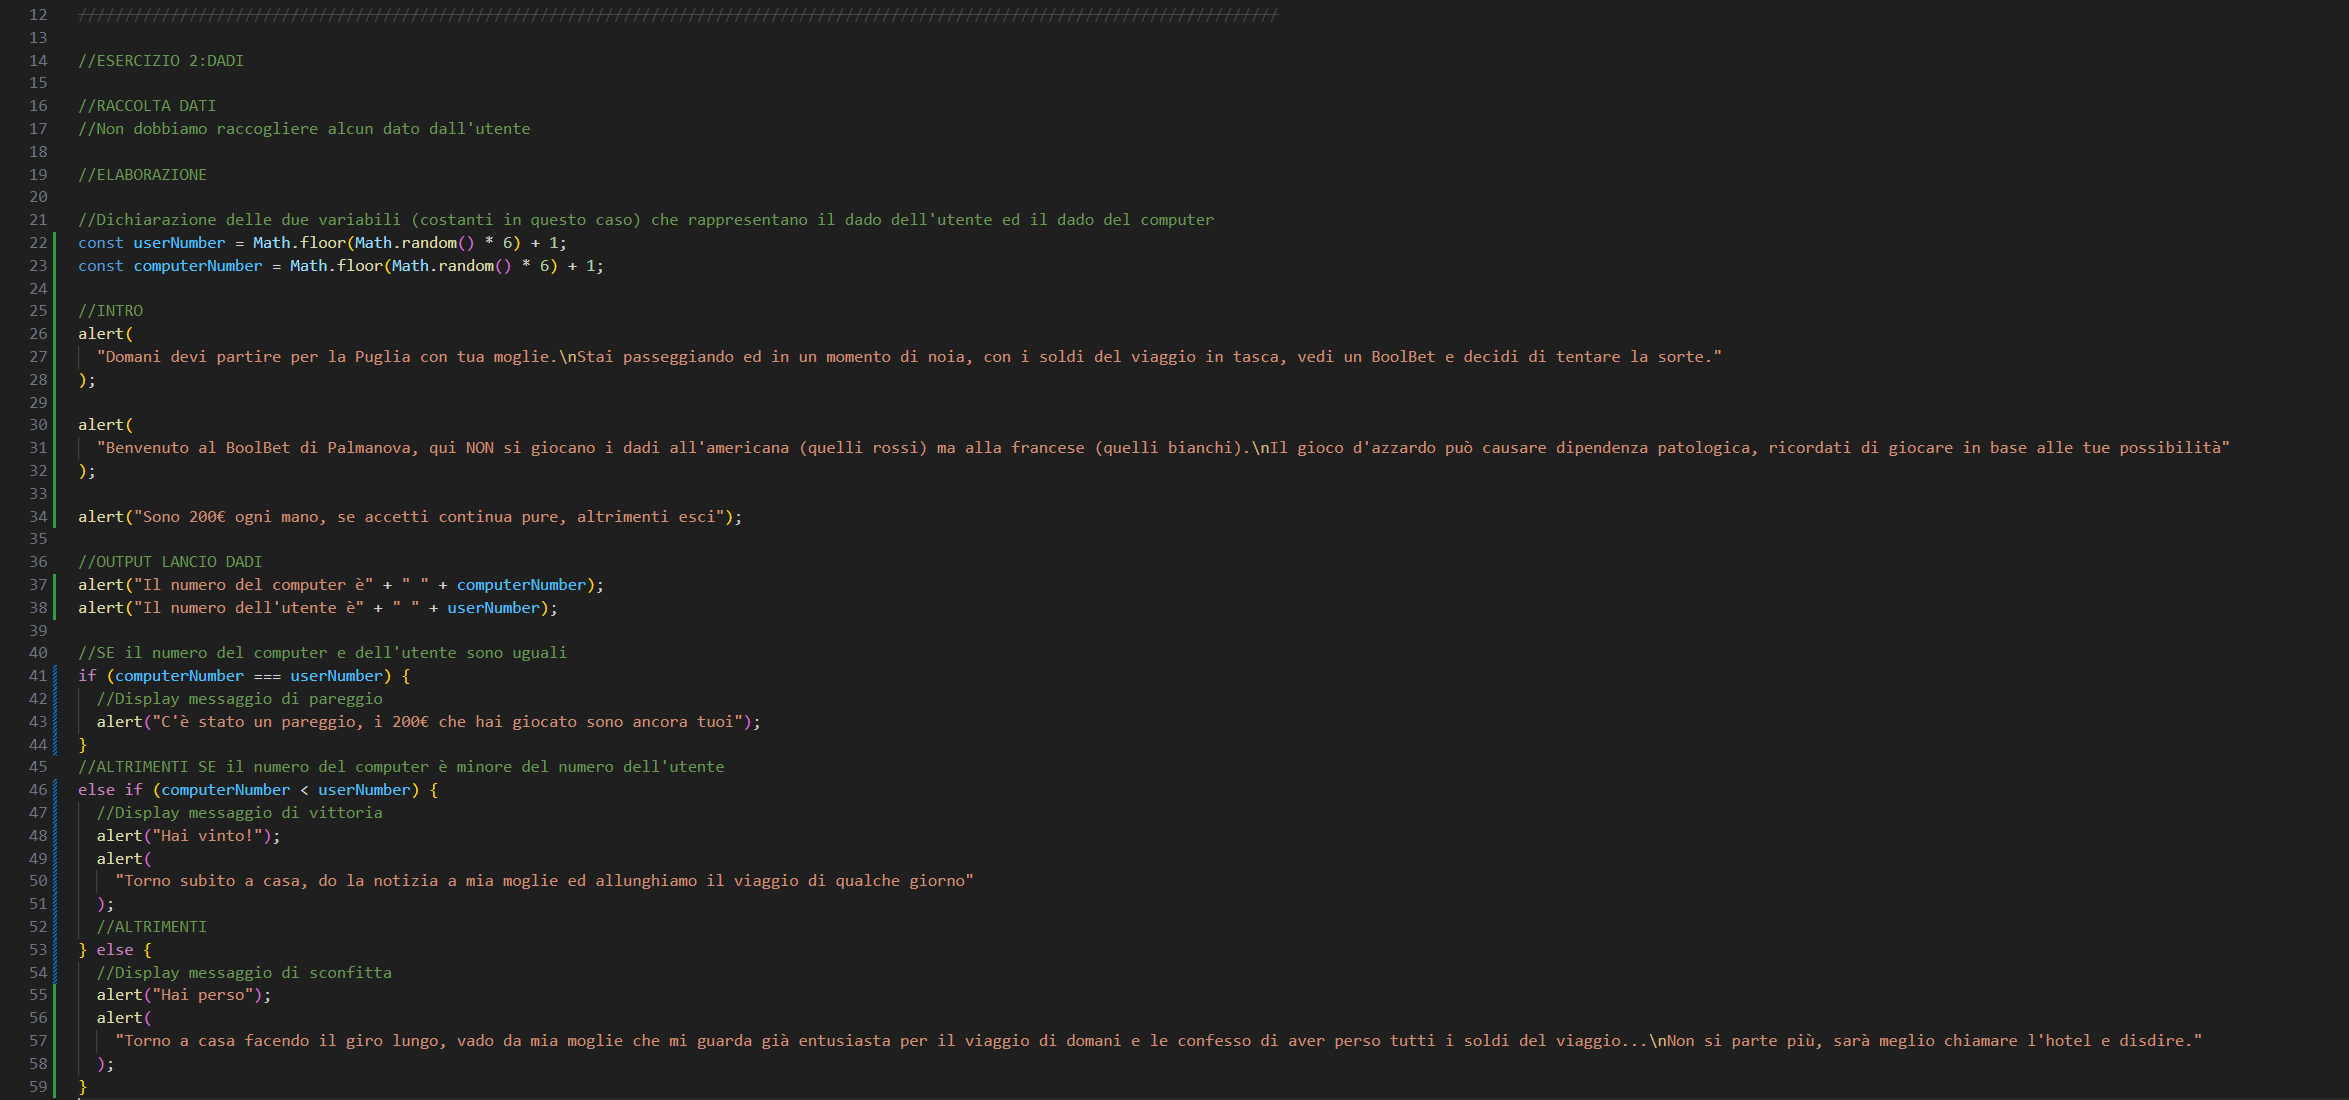 12 //////////////////////////////////////////////////////////////////////////////////////////////////////////////////////////////////
13
14 //ESERCIZIO 2:DADI
15
16 //RACCOLTA DATI
17 //Non dobbiamo raccogliere alcun dato dall'utente
18
19 //ELABORAZIONE
20
21 //Dichiarazione delle due variabili (costanti in questo caso) che rappresentano il dado dell'utente ed il dado del computer
22 const userNumber = Math.floor(Math.random() * 6) + 1;
23 const computerNumber = Math.floor(Math.random() * 6) + 1;
24
25 //INTRO
26 alert(
27   "Domani devi partire per la Puglia con tua moglie.\nStai passeggiando ed in un momento di noia, con i soldi del viaggio in tasca, vedi un BoolBet e decidi di tentare la sorte."
28 );
29
30 alert(
31   "Benvenuto al BoolBet di Palmanova, qui NON si giocano i dadi all'americana (quelli rossi) ma alla francese (quelli bianchi).\nIl gioco d'azzardo può causare dipendenza patologica, ricordati di giocare in base alle tue possibilità"
32 );
33
34 alert("Sono 200€ ogni mano, se accetti continua pure, altrimenti esci");
35
36 //OUTPUT LANCIO DADI
37 alert("Il numero del computer è" + " " + computerNumber);
38 alert("Il numero dell'utente è" + " " + userNumber);
39
40 //SE il numero del computer e dell'utente sono uguali
41 if (computerNumber === userNumber) {
42   //Display messaggio di pareggio
43   alert("C'è stato un pareggio, i 200€ che hai giocato sono ancora tuoi");
44 }
45 //ALTRIMENTI SE il numero del computer è minore del numero dell'utente
46 else if (computerNumber < userNumber) {
47   //Display messaggio di vittoria
48   alert("Hai vinto!");
49   alert(
50     "Torno subito a casa, do la notizia a mia moglie ed allunghiamo il viaggio di qualche giorno"
51   );
52   //ALTRIMENTI
53 } else {
54   //Display messaggio di sconfitta
55   alert("Hai perso");
56   alert(
57     "Torno a casa facendo il giro lungo, vado da mia moglie che mi guarda già entusiasta per il viaggio di domani e le confesso di aver perso tutti i soldi del viaggio...\nNon si parte più, sarà meglio chiamare l'hotel e disdire."
58   );
59 }